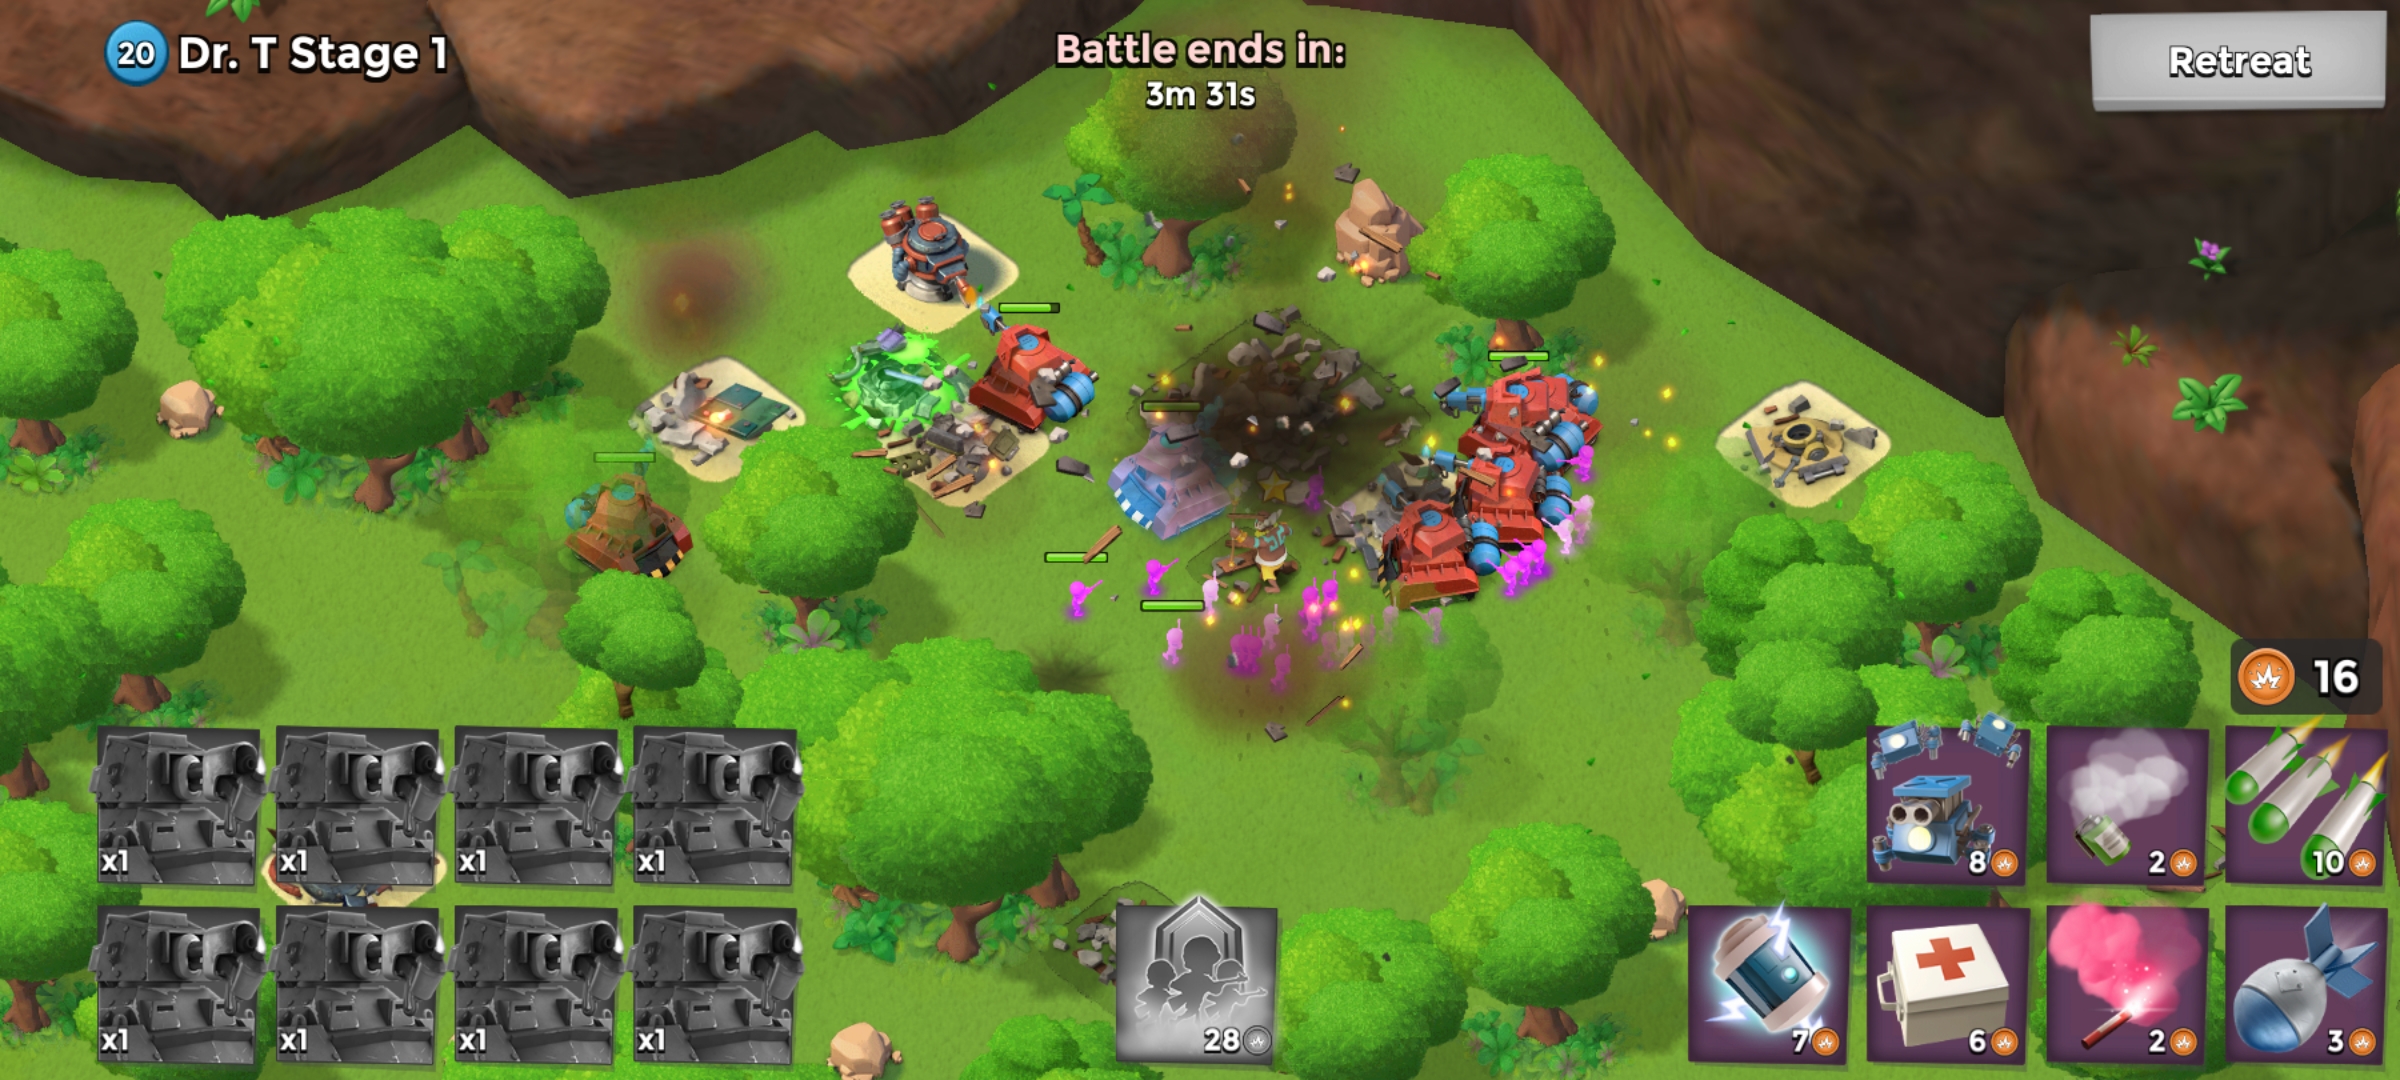 20 Dr. T Stage 1
Battle ends in:
3m 31s
Retreat
16
8
2
10
x1
x1
x1
x1
x1
x1
x1
x1
28
7
6
2
3